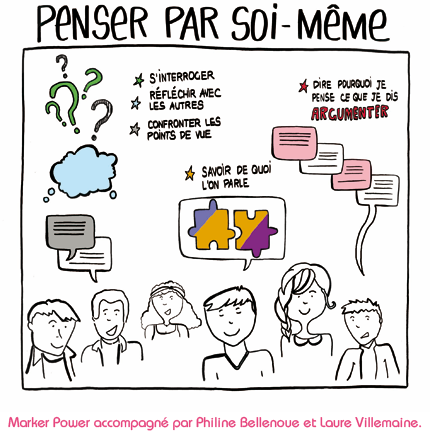 PENSER PAR SOI-MÊME
S'INTERROGER
RÉFLÉCHIR AVEC
LES AUTRES
CONFRONTER LES
POINTS DE VUE
DIRE POURQUOI JE
PENSE CE QUE JE DIS
ARGUMENTER
SAVOIR DE QUOI
L'ON PARLE
Marker Power accompagné par Philine Bellenoue et Laure Villemaine.